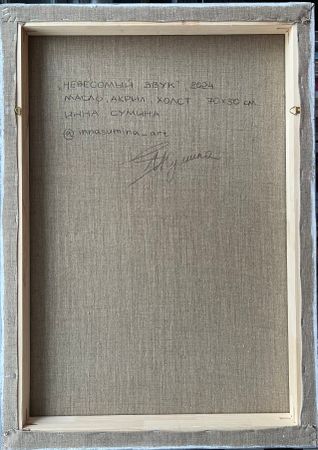 „НЕВЕСОМЫЙ ЗВУК" 2024
МАСЛО, АКРИЛ, ХОЛСТ 70х50 см
ИННА СУМИНА
@innasumina_art